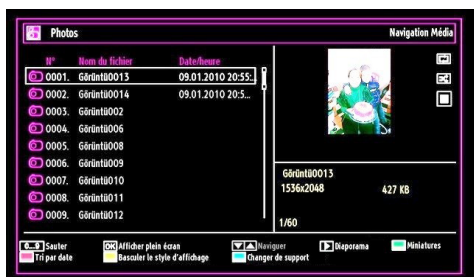 Photos Navigation Média
N° Nom du fichier Date/heure
0001. Görüntü0013 09.01.2010 20:55:..
0002. Görüntü0014 09.01.2010 20:5...
0003. Görüntü002
0004. Görüntü006
0005. Görüntü008
0006. Görüntü009
0007. Görüntü010
0008. Görüntü011
0009. Görüntü012
Görüntü0013
1536x2048 427 KB
1/60
0...9 Sauter OK Afficher plein écran Naviguer Diaporama Miniatures
Tri par date Basculer le style d'affichage Changer de support